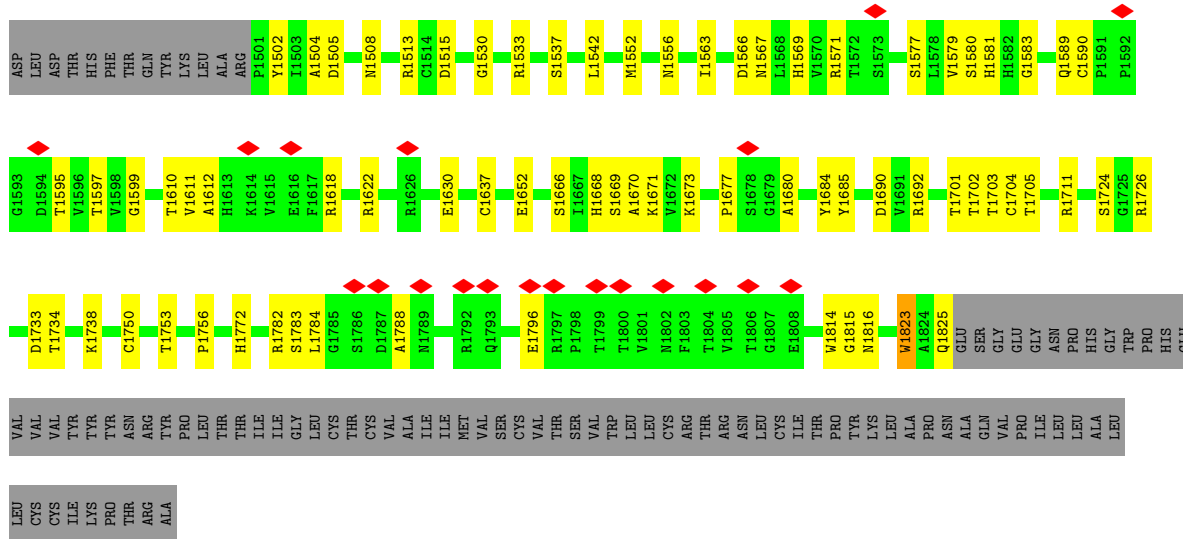 ASP LEU ASP THR HIS PHE THR GLN TYR LYS LEU ALA ARG P1501 Y1502 I1503 A1504 D1505 N1508 R1513 C1514 D1515 G1530 R1533 S1537 L1542 M1552 N1556 I1563 D1566 N1567 L1568 H1569 V1570 R1571 T1572 S1573 S1577 L1578 V1579 S1580 H1581 H1582 G1583 Q1589 C1590 P1591 P1592
G1593 D1594 T1595 V1596 T1597 V1598 G1599 T1610 V1611 A1612 H1613 K1614 V1615 E1616 F1617 R1618 R1622 R1626 E1630 C1637 E1652 S1666 I1667 H1668 S1669 A1670 K1671 V1672 K1673 P1677 S1678 G1679 A1680 Y1684 Y1685 D1690 V1691 R1692 T1701 T1702 T1703 C1704 T1705 R1711 S1724 G1725 R1726
D1733 T1734 K1738 C1750 T1753 P1756 H1772 R1782 S1783 L1784 G1785 S1786 D1787 A1788 N1789 R1792 Q1793 E1796 R1797 P1798 T1799 T1800 V1801 N1802 F1803 T1804 V1805 T1806 G1807 E1808 W1814 G1815 N1816 W1823 A1824 Q1825 GLU SER GLY GLU GLY ASN PRO HIS GLY TRP PRO HIS GLU
VAL VAL VAL TYR TYR TYR ASN ARG TYR PRO LEU THR THR ILE ILE GLY LEU CYS THR CYS VAL ALA ILE ILE MET VAL SER CYS VAL THR SER VAL TRP LEU LEU CYS ARG THR ARG ASN LEU CYS ILE THR PRO TYR LYS LEU ALA PRO ASN ALA GLN VAL PRO ILE LEU LEU ALA LEU
LEU CYS CYS ILE LYS PRO THR ARG ALA